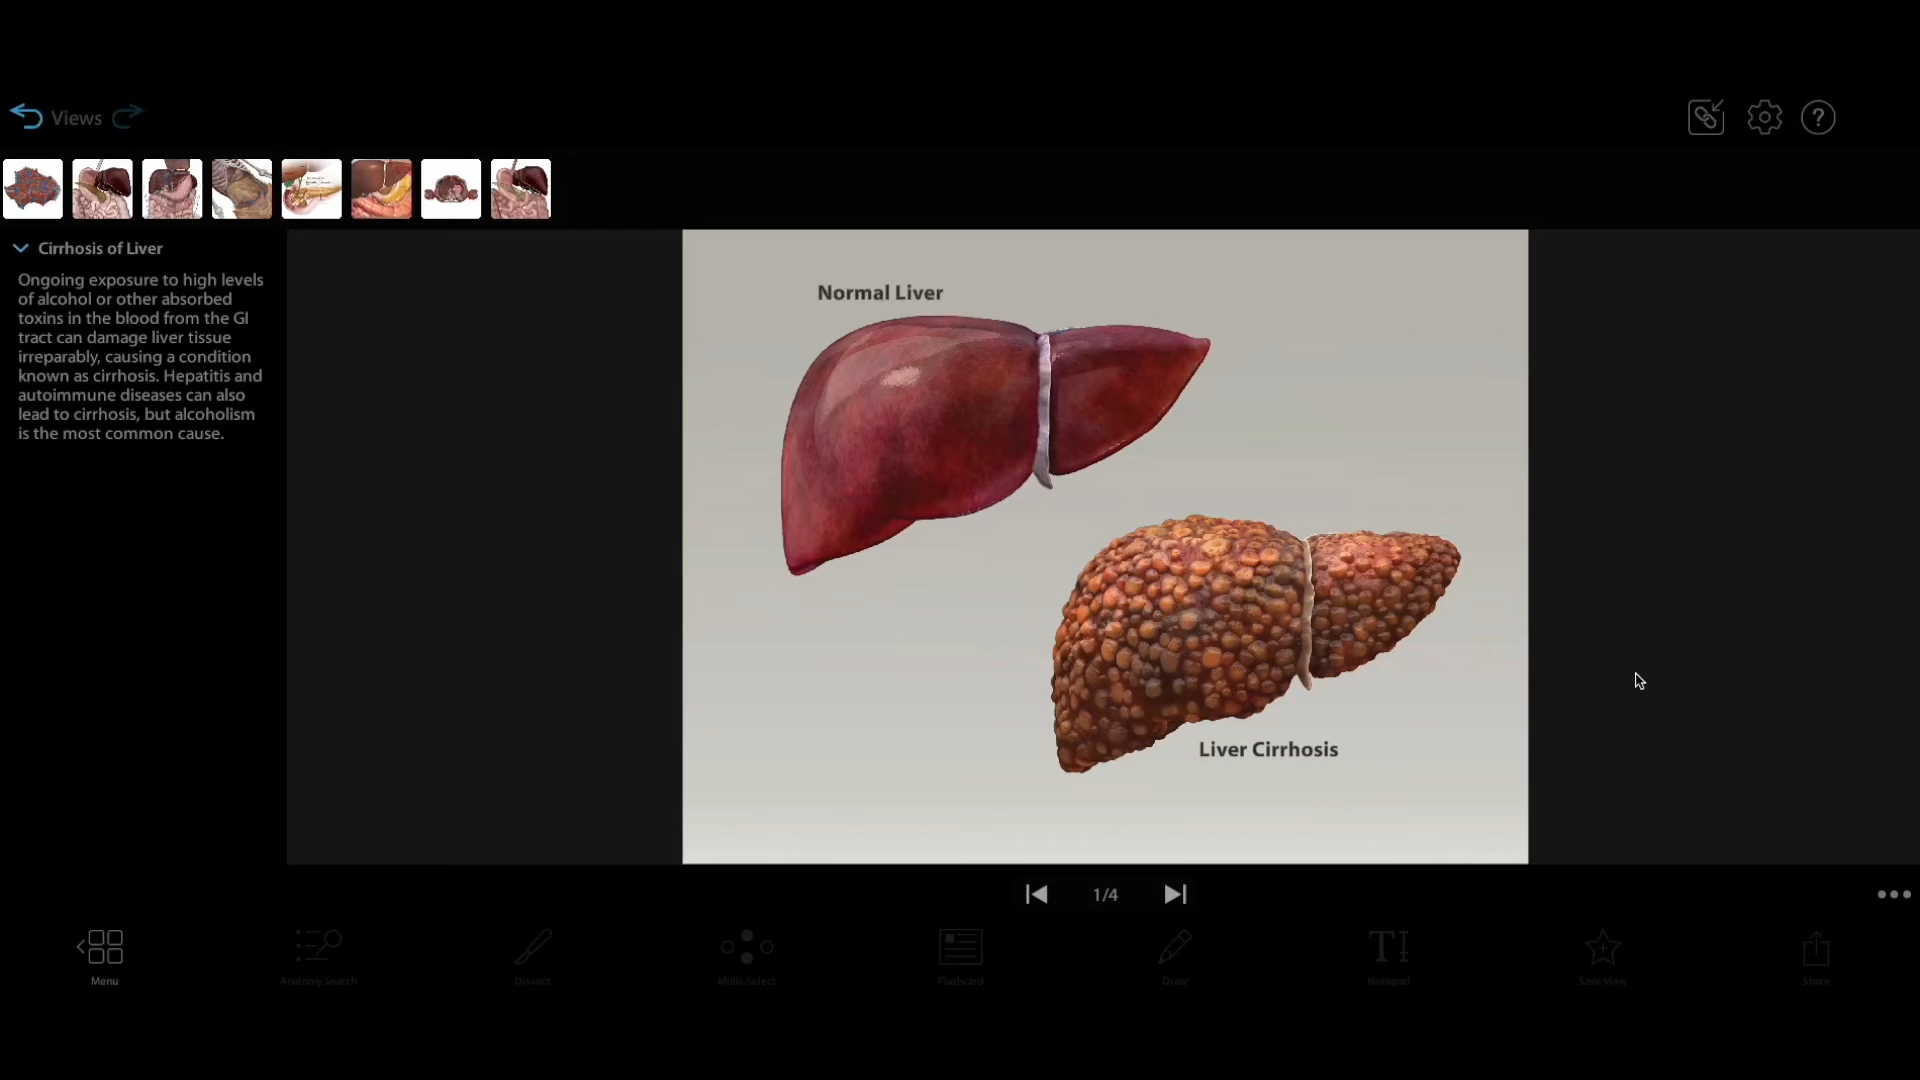 Views
?
Cirrhosis of Liver
Ongoing exposure to high levels
of alcohol or other absorbed
toxins in the blood from the GI
tract can damage liver tissue
irreparably, causing a condition
known as cirrhosis. Hepatitis and
autoimmune diseases can also
lead to cirrhosis, but alcoholism
is the most common cause.
Normal Liver
Liver Cirrhosis
1/4
Menu
Anatomy Search
Dissect
Multi-Select
Flashcard
Draw
Notepad
Save View
Share